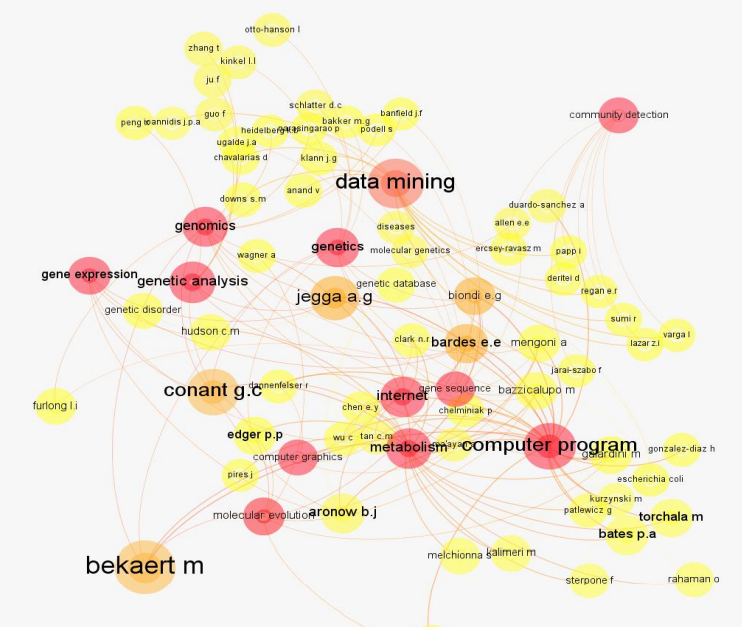 otto-hanson l
zhang t
kinkel l.l
ju f
schlatter d.c
banfield j.f
guo f
community detection
bakker m.g
heidelberg k.b
podell s
ugalde j.a
chavalarias d
klann j.g
data mining
anand v
downs s.m
duardo-sanchez a
allen e.e
genomics
diseases
genetics
molecular genetics
ercsey-ravasz m
papp i
wagner a
gene expression
genetic analysis
genetic database
deritei d
regan e.r
jegga a.g
biondi e.g
genetic disorder
sumi r
hudson c.m
varga l
clark n.r
bardes e.e
mengoni a
lazar z.i
jarai-szabo f
conant g.c
dannenfelser r
gene sequence
bazzicalupo m
internet
furlong l.i
chen e.y
chelminiak p
edger p.p
wu c
tan c.m
metabolism
computer program
gonzalez-diaz h
computer graphics
galardini m
pires j
escherichia coli
kurzynski m
patlewicz g
molecular evolution
aronow b.j
torchala m
bates p.a
melchionna s
kalimeri m
bekaert m
sterpone f
rahaman o